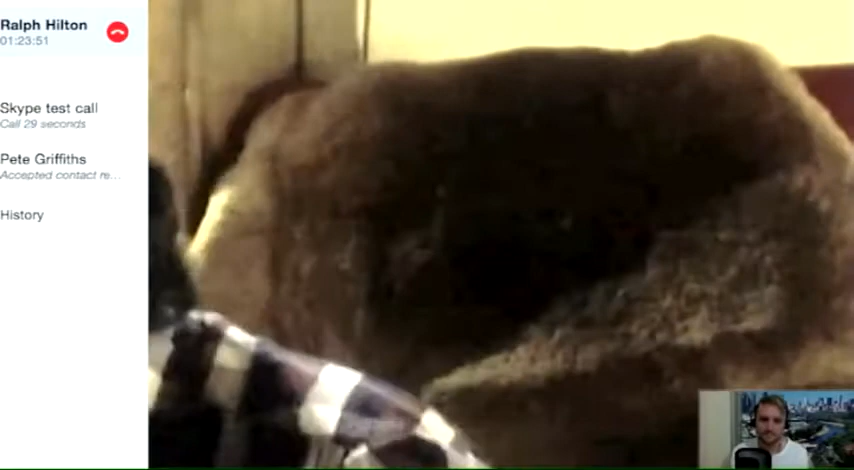 Ralph Hilton
01:23:51
Skype test call
Call 29 seconds
Pete Griffiths
Accepted contact re...
History